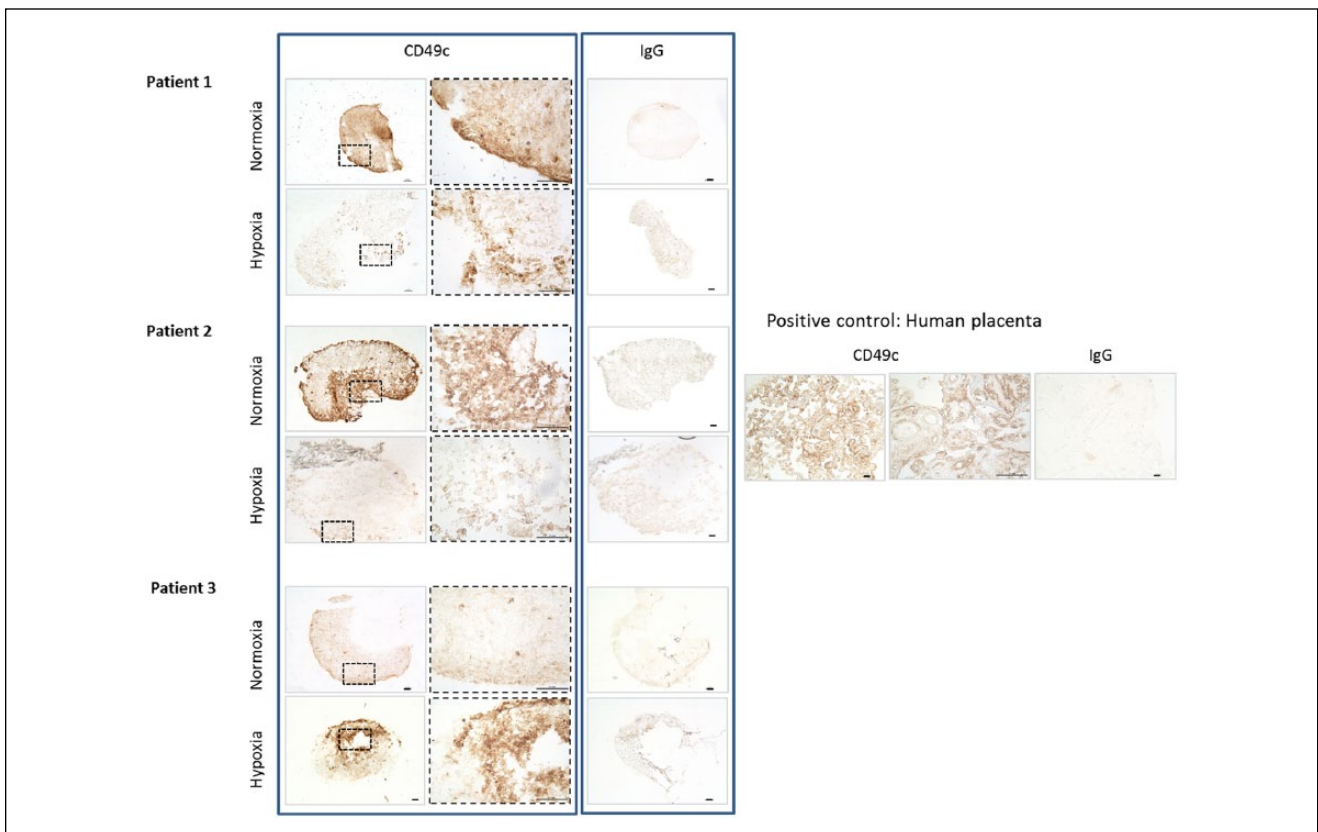 CD49c
IgG
Patient 1
Normoxia
Hypoxia
Patient 2
Normoxia
Hypoxia
Positive control: Human placenta
CD49c
IgG
Patient 3
Normoxia
Hypoxia